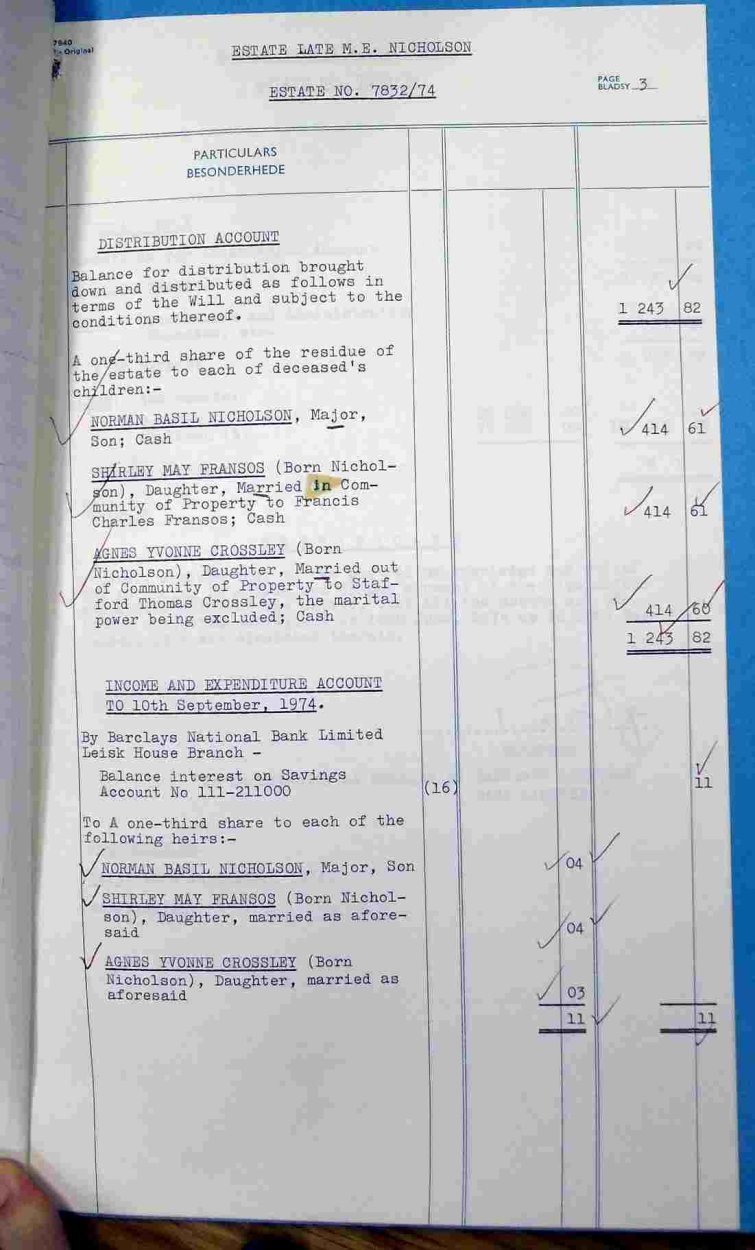 7940
- Original
ESTATE LATE M.E. NICHOLSON
ESTATE NO. 7832/74
PAGE
BLADSY 3
PARTICULARS
BESONDERHEDE
DISTRIBUTION ACCOUNT
Balance for distribution brought
down and distributed as follows in
terms of the Will and subject to the
conditions thereof.
1 243 82
A one-third share of the residue of
the estate to each of deceased's
children:-
NORMAN BASIL NICHOLSON, Major,
Son; Cash
414 61
SHIRLEY MAY FRANSOS (Born Nichol-
son), Daughter, Married in Com-
munity of Property to Francis
Charles Fransos; Cash
414 61
AGNES YVONNE CROSSLEY (Born
Nicholson), Daughter, Married out
of Community of Property to Staf-
ford Thomas Crossley, the marital
power being excluded; Cash
414 60
1 243 82
INCOME AND EXPENDITURE ACCOUNT
TO 10th September, 1974.
By Barclays National Bank Limited
Leisk House Branch -
Balance interest on Savings
Account No 111-211000 (16) 11
To A one-third share to each of the
following heirs:-
NORMAN BASIL NICHOLSON, Major, Son 04
SHIRLEY MAY FRANSOS (Born Nichol-
son), Daughter, married as afore-
said 04
AGNES YVONNE CROSSLEY (Born
Nicholson), Daughter, married as
aforesaid 03
11 11